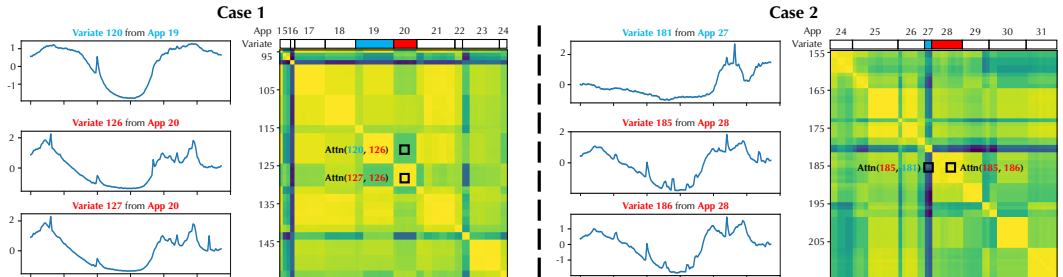 Case 1
Case 2
Variate 120 from App 19
1
0
-1
Variate 126 from App 20
2
0
Variate 127 from App 20
2
0
App
15 16 17 18 19 20 21 22 23 24
Variate
95
105
115
125
135
145
Attn(120, 126)
Attn(127, 126)
Variate 181 from App 27
2
0
Variate 185 from App 28
2
0
Variate 186 from App 28
1
0
-1
App
24 25 26 27 28 29 30 31
Variate
155
165
175
185
195
205
Attn(185, 181)
Attn(185, 186)